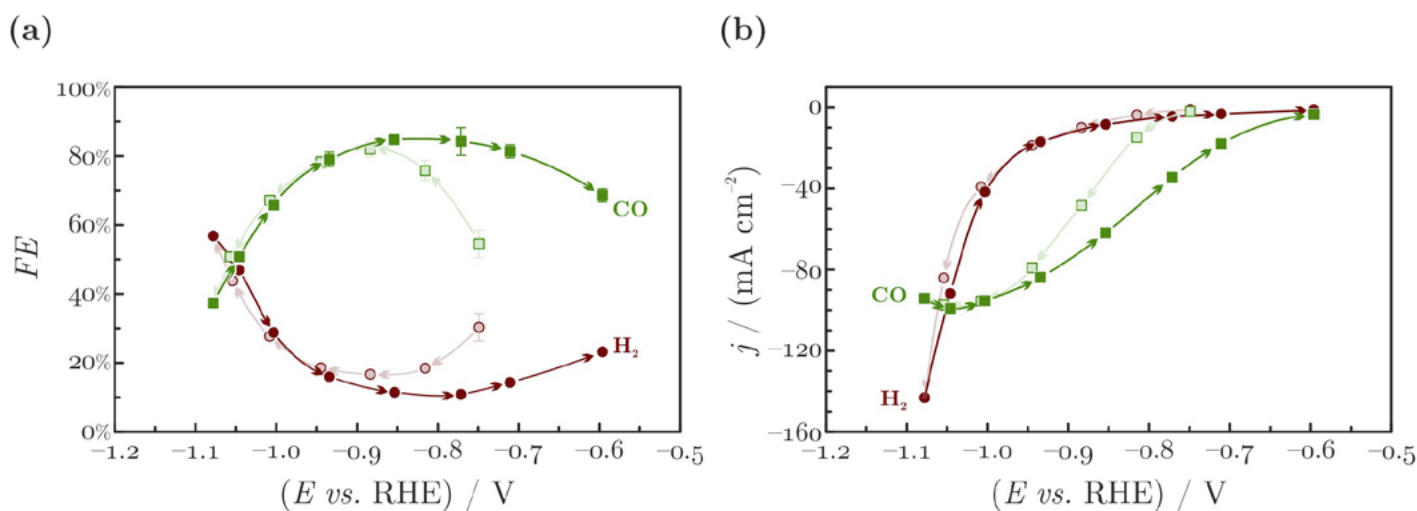 (a)
100%
80%
60%
40%
20%
0%
FE
CO
H₂
−1.2
−1.1
−1.0
−0.9
−0.8
−0.7
−0.6
−0.5
(E vs. RHE) / V
(b)
0
−40
−80
−120
−160
j / (mA cm⁻²)
CO
H₂
−1.2
−1.1
−1.0
−0.9
−0.8
−0.7
−0.6
−0.5
(E vs. RHE) / V